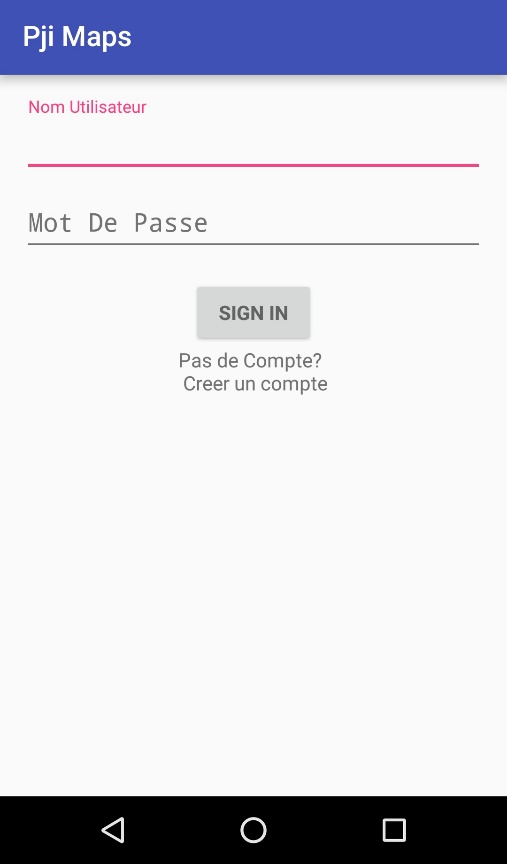 Pji Maps
Nom Utilisateur
Mot De Passe
SIGN IN
Pas de Compte?
Creer un compte